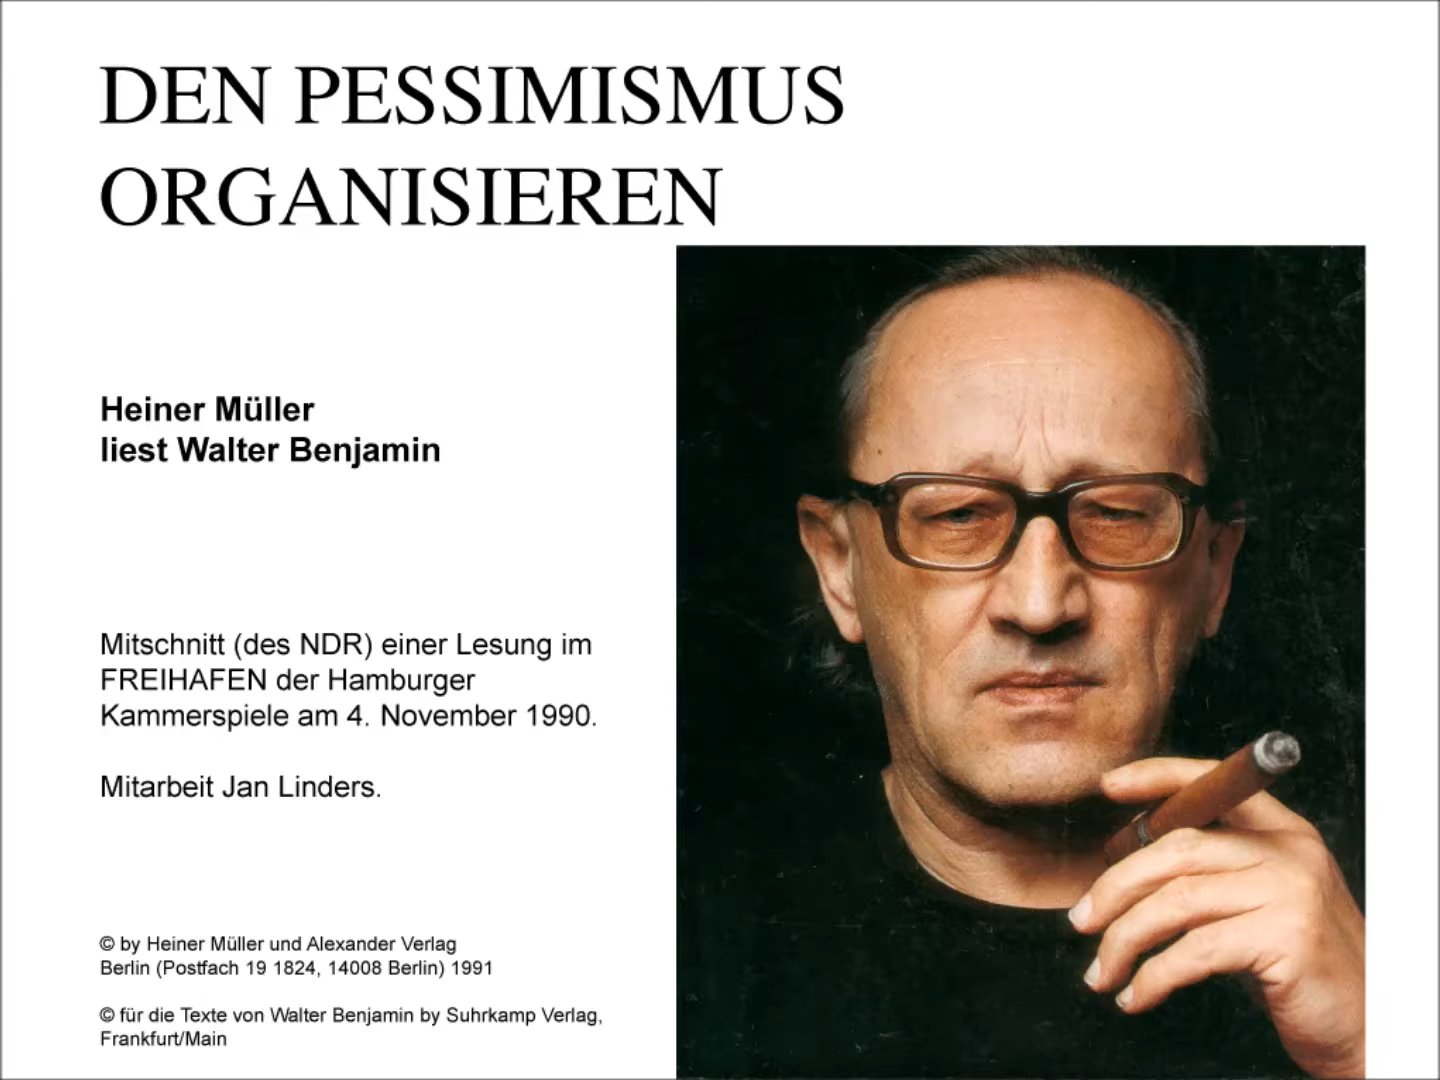 DEN PESSIMISMUS
ORGANISIEREN
Heiner Müller
liest Walter Benjamin
Mitschnitt (des NDR) einer Lesung im
FREIHAFEN der Hamburger
Kammerspiele am 4. November 1990.
Mitarbeit Jan Linders.
© by Heiner Müller und Alexander Verlag
Berlin (Postfach 19 1824, 14008 Berlin) 1991
© für die Texte von Walter Benjamin by Suhrkamp Verlag,
Frankfurt/Main